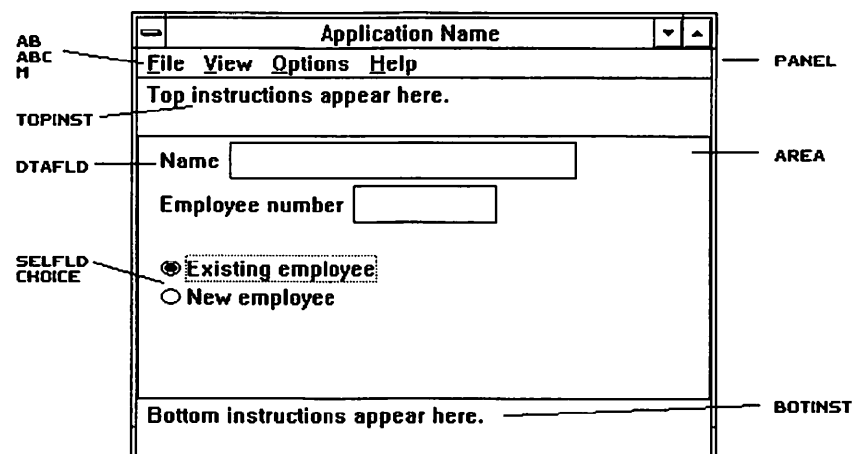 Application Name
AB
ABC
M
File View Options Help
PANEL
Top instructions appear here.
TOPINST
DTAFLD
Name
AREA
Employee number
SELFLD
CHOICE
Existing employee
New employee
Bottom instructions appear here.
BOTINST